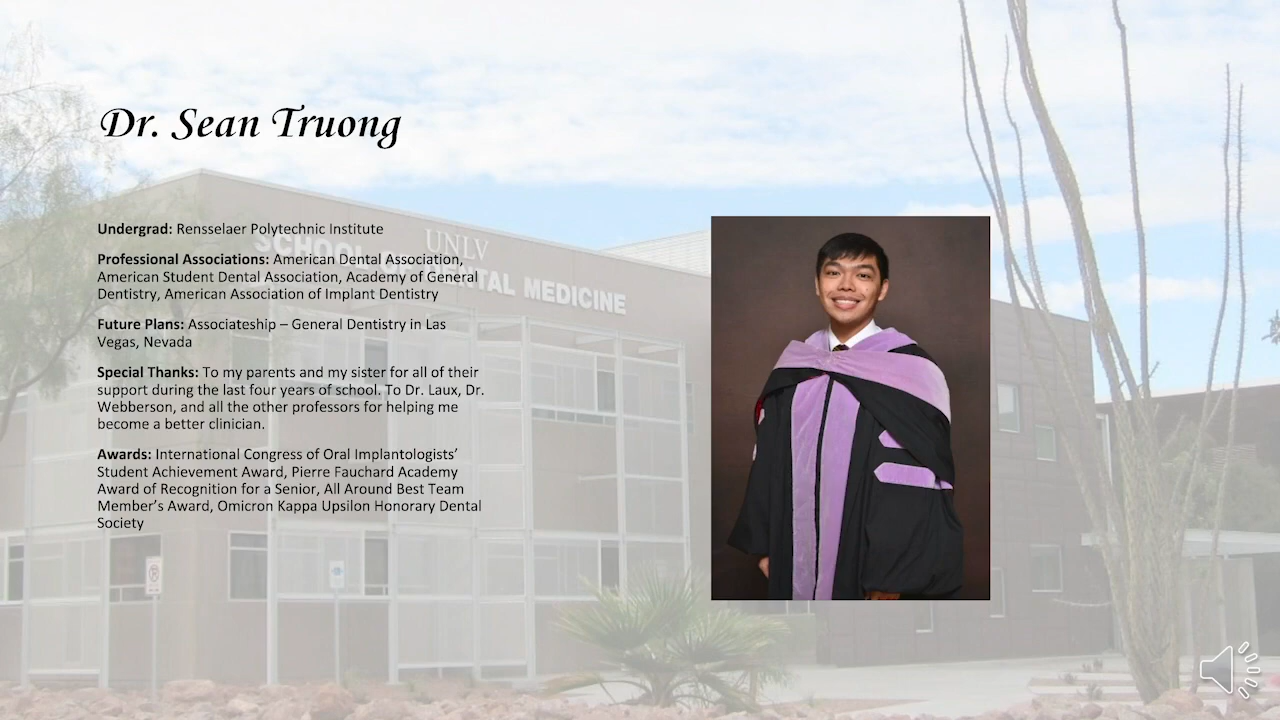 Dr. Sean Truong
Undergrad: Rensselaer Polytechnic Institute
Professional Associations: American Dental Association,
American Student Dental Association, Academy of General
Dentistry, American Association of Implant Dentistry
Future Plans: Associateship – General Dentistry in Las
Vegas, Nevada
Special Thanks: To my parents and my sister for all of their
support during the last four years of school. To Dr. Laux, Dr.
Webberson, and all the other professors for helping me
become a better clinician.
Awards: International Congress of Oral Implantologists’
Student Achievement Award, Pierre Fauchard Academy
Award of Recognition for a Senior, All Around Best Team
Member’s Award, Omicron Kappa Upsilon Honorary Dental
Society
UNLV
SCHOOL OF DENTAL MEDICINE